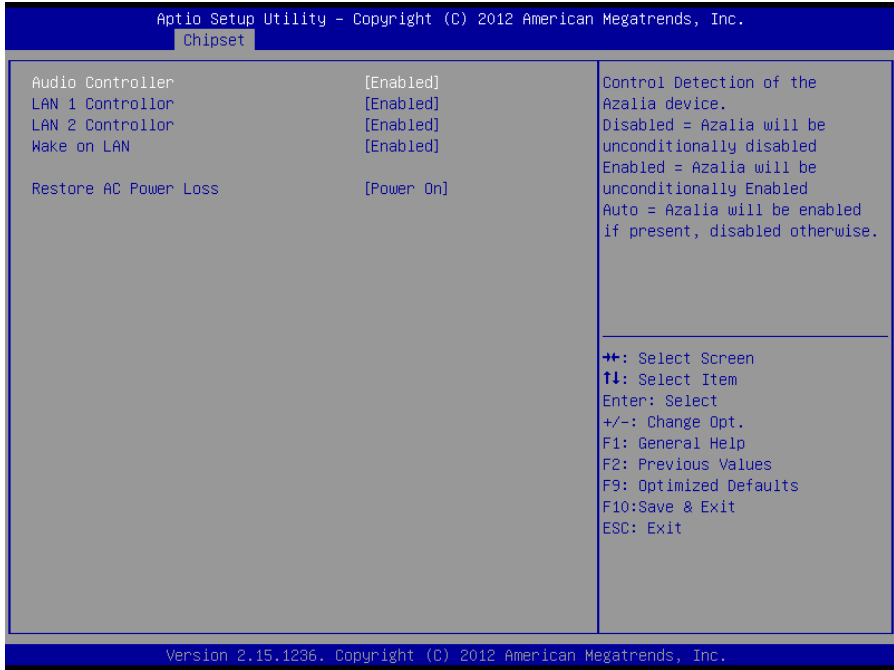 Aptio Setup Utility – Copyright (C) 2012 American Megatrends, Inc.
Chipset
Audio Controller [Enabled]
LAN 1 Controllor [Enabled]
LAN 2 Controllor [Enabled]
Wake on LAN [Enabled]
Restore AC Power Loss [Power On]
Control Detection of the
Azalia device.
Disabled = Azalia will be
unconditionally disabled
Enabled = Azalia will be
unconditionally Enabled
Auto = Azalia will be enabled
if present, disabled otherwise.
→←: Select Screen
↑↓: Select Item
Enter: Select
+/-: Change Opt.
F1: General Help
F2: Previous Values
F9: Optimized Defaults
F10:Save & Exit
ESC: Exit
Version 2.15.1236. Copyright (C) 2012 American Megatrends, Inc.